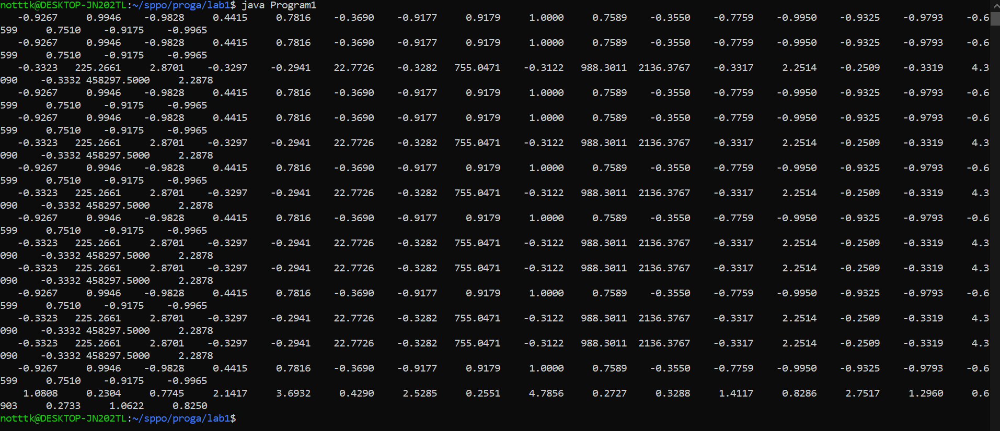 notttk@DESKTOP-JN202TL:~/sppo/proga/lab1$ java Program1
   -0.9267     0.9946    -0.9828     0.4415     0.7816    -0.3690    -0.9177     0.9179     1.0000     0.7589    -0.3550    -0.7759    -0.9950    -0.9325    -0.9793    -0.6
599     0.7510    -0.9175    -0.9965
   -0.9267     0.9946    -0.9828     0.4415     0.7816    -0.3690    -0.9177     0.9179     1.0000     0.7589    -0.3550    -0.7759    -0.9950    -0.9325    -0.9793    -0.6
599     0.7510    -0.9175    -0.9965
   -0.3323   225.2661     2.8701    -0.3297    -0.2941    22.7726    -0.3282   755.0471    -0.3122   988.3011  2136.3767    -0.3317     2.2514    -0.2509    -0.3319     4.3
090    -0.3332 458297.5000     2.2878
   -0.9267     0.9946    -0.9828     0.4415     0.7816    -0.3690    -0.9177     0.9179     1.0000     0.7589    -0.3550    -0.7759    -0.9950    -0.9325    -0.9793    -0.6
599     0.7510    -0.9175    -0.9965
   -0.9267     0.9946    -0.9828     0.4415     0.7816    -0.3690    -0.9177     0.9179     1.0000     0.7589    -0.3550    -0.7759    -0.9950    -0.9325    -0.9793    -0.6
599     0.7510    -0.9175    -0.9965
   -0.3323   225.2661     2.8701    -0.3297    -0.2941    22.7726    -0.3282   755.0471    -0.3122   988.3011  2136.3767    -0.3317     2.2514    -0.2509    -0.3319     4.3
090    -0.3332 458297.5000     2.2878
   -0.9267     0.9946    -0.9828     0.4415     0.7816    -0.3690    -0.9177     0.9179     1.0000     0.7589    -0.3550    -0.7759    -0.9950    -0.9325    -0.9793    -0.6
599     0.7510    -0.9175    -0.9965
   -0.3323   225.2661     2.8701    -0.3297    -0.2941    22.7726    -0.3282   755.0471    -0.3122   988.3011  2136.3767    -0.3317     2.2514    -0.2509    -0.3319     4.3
090    -0.3332 458297.5000     2.2878
   -0.9267     0.9946    -0.9828     0.4415     0.7816    -0.3690    -0.9177     0.9179     1.0000     0.7589    -0.3550    -0.7759    -0.9950    -0.9325    -0.9793    -0.6
599     0.7510    -0.9175    -0.9965
   -0.3323   225.2661     2.8701    -0.3297    -0.2941    22.7726    -0.3282   755.0471    -0.3122   988.3011  2136.3767    -0.3317     2.2514    -0.2509    -0.3319     4.3
090    -0.3332 458297.5000     2.2878
   -0.3323   225.2661     2.8701    -0.3297    -0.2941    22.7726    -0.3282   755.0471    -0.3122   988.3011  2136.3767    -0.3317     2.2514    -0.2509    -0.3319     4.3
090    -0.3332 458297.5000     2.2878
   -0.9267     0.9946    -0.9828     0.4415     0.7816    -0.3690    -0.9177     0.9179     1.0000     0.7589    -0.3550    -0.7759    -0.9950    -0.9325    -0.9793    -0.6
599     0.7510    -0.9175    -0.9965
   -0.3323   225.2661     2.8701    -0.3297    -0.2941    22.7726    -0.3282   755.0471    -0.3122   988.3011  2136.3767    -0.3317     2.2514    -0.2509    -0.3319     4.3
090    -0.3332 458297.5000     2.2878
   -0.3323   225.2661     2.8701    -0.3297    -0.2941    22.7726    -0.3282   755.0471    -0.3122   988.3011  2136.3767    -0.3317     2.2514    -0.2509    -0.3319     4.3
090    -0.3332 458297.5000     2.2878
   -0.9267     0.9946    -0.9828     0.4415     0.7816    -0.3690    -0.9177     0.9179     1.0000     0.7589    -0.3550    -0.7759    -0.9950    -0.9325    -0.9793    -0.6
599     0.7510    -0.9175    -0.9965
    1.0808     0.2304     0.7745     2.1417     3.6932     0.4290     2.5285     0.2551     4.7856     0.2727     0.3288     1.4117     0.8286     2.7517     1.2960     0.6
903     0.2733     1.0622     0.8250
notttk@DESKTOP-JN202TL:~/sppo/proga/lab1$